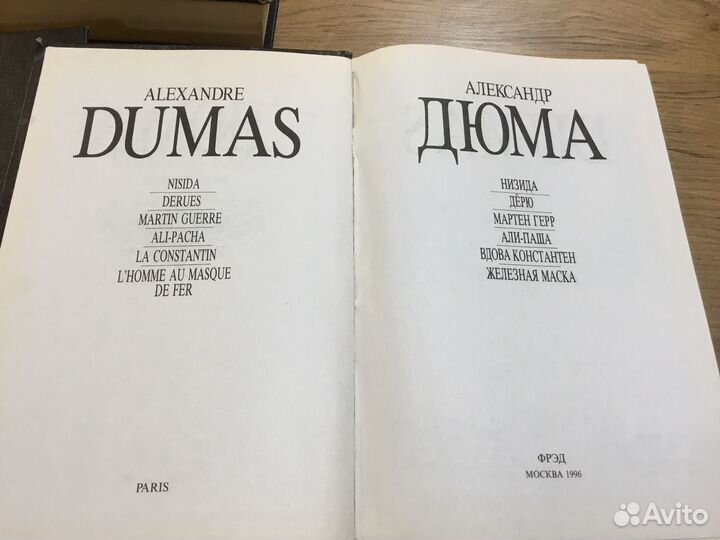 ALEXANDRE
DUMAS
NISIDA
DERUES
MARTIN GUERRE
ALI-PACHA
LA CONSTANTIN
L'HOMME AU MASQUE
DE FER
PARIS
АЛЕКСАНДР
ДЮМА
НИЗИДА
ДЁРЮ
МАРТЕН ГЕРР
АЛИ-ПАША
ВДОВА КОНСТАНТЕН
ЖЕЛЕЗНАЯ МАСКА
ФРЭД
МОСКВА 1996
Avito